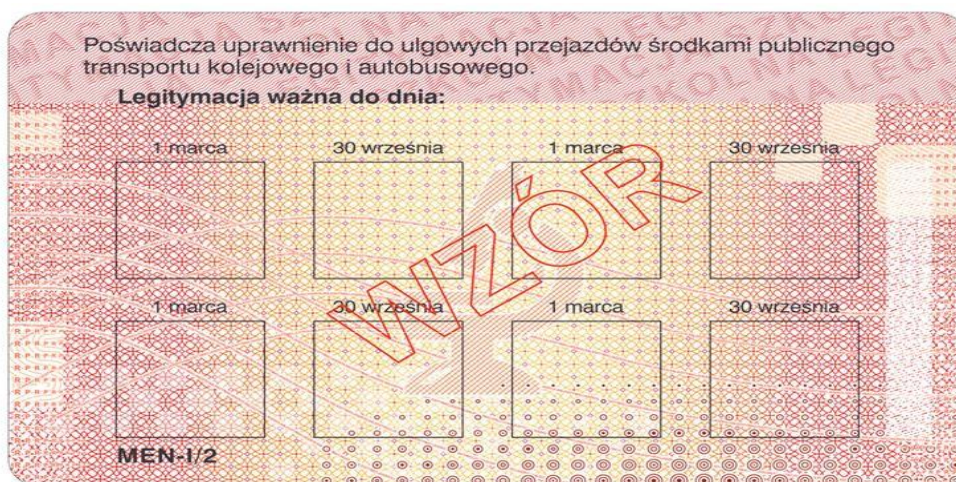 Poświadcza uprawnienie do ulgowych przejazdów środkami publicznego
transportu kolejowego i autobusowego.
Legitymacja ważna do dnia:
1 marca 30 września 1 marca 30 września
WZÓR
1 marca 30 września 1 marca 30 września
MEN-I/2